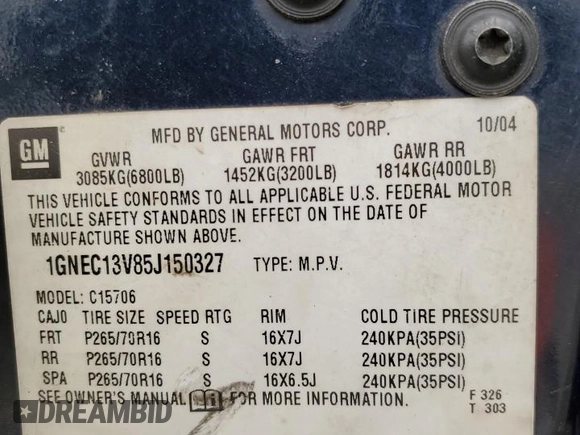 MFD BY GENERAL MOTORS CORP. 10/04
GM
GVWR GAWR FRT GAWR RR
3085KG(6800LB) 1452KG(3200LB) 1814KG(4000LB)
THIS VEHICLE CONFORMS TO ALL APPLICABLE U.S. FEDERAL MOTOR
VEHICLE SAFETY STANDARDS IN EFFECT ON THE DATE OF
MANUFACTURE SHOWN ABOVE.
1GNEC13V85J150327 TYPE: M.P.V.
MODEL: C15706
CAJO TIRE SIZE SPEED RTG RIM COLD TIRE PRESSURE
FRT P265/70R16 S 16X7J 240KPA(35PSI)
RR P265/70R16 S 16X7J 240KPA(35PSI)
SPA P265/70R16 S 16X6.5J 240KPA(35PSI)
SEE OWNER'S MANUAL FOR MORE INFORMATION. F 326
T 303
DREAMBID